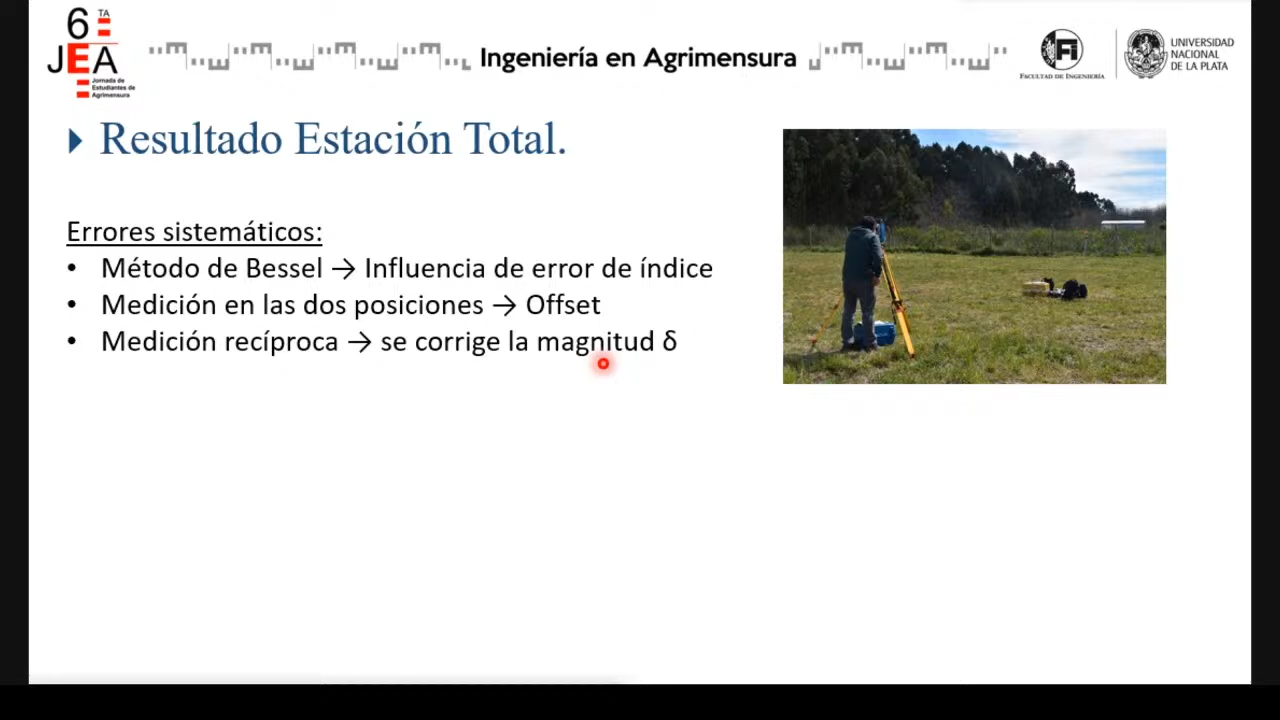 6TA
JEA
Jornada de
Estudiantes de
Agrimensura
Ingeniería en Agrimensura
Fi
FACULTAD DE INGENIERÍA
UNIVERSIDAD
NACIONAL
DE LA PLATA
Resultado Estación Total.
Errores sistemáticos:
• Método de Bessel → Influencia de error de índice
• Medición en las dos posiciones → Offset
• Medición recíproca → se corrige la magnitud δ